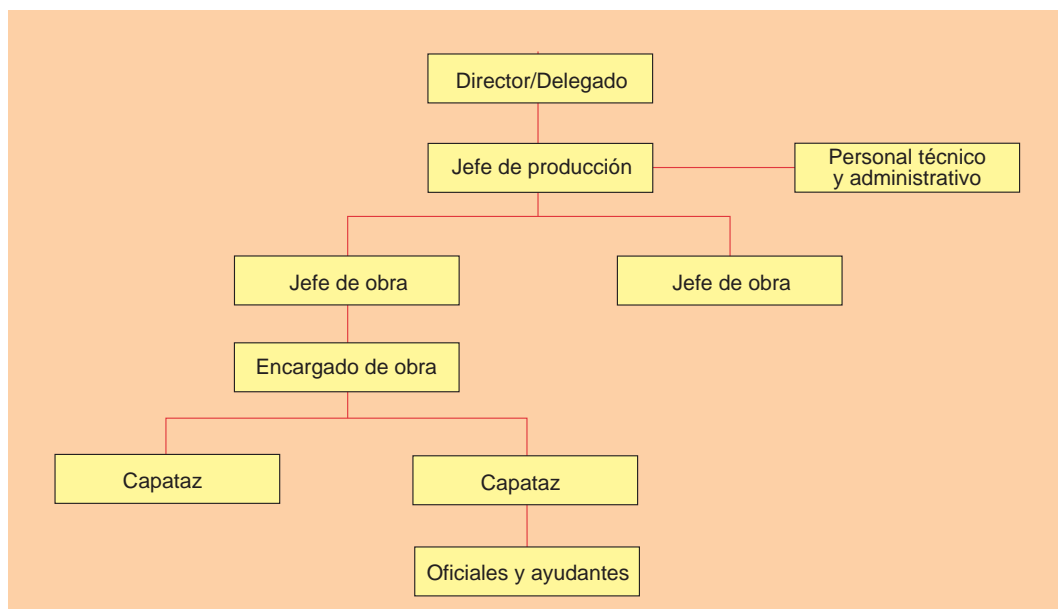 Director/Delegado
Jefe de producción
Personal técnico
y administrativo
Jefe de obra
Jefe de obra
Encargado de obra
Capataz
Capataz
Oficiales y ayudantes